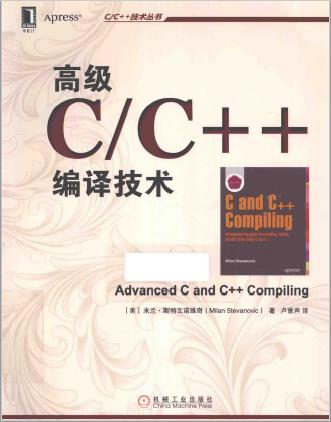 华章IT
Apress®
C/C++技术丛书
高级
C/C++
编译技术
C and C++
Compiling
Milan Stevanovic
Apress®
Advanced C and C++ Compiling
[美] 米兰·斯特瓦诺维奇 (Milan Stevanovic) 著 卢誉声 译
机械工业出版社
China Machine Press